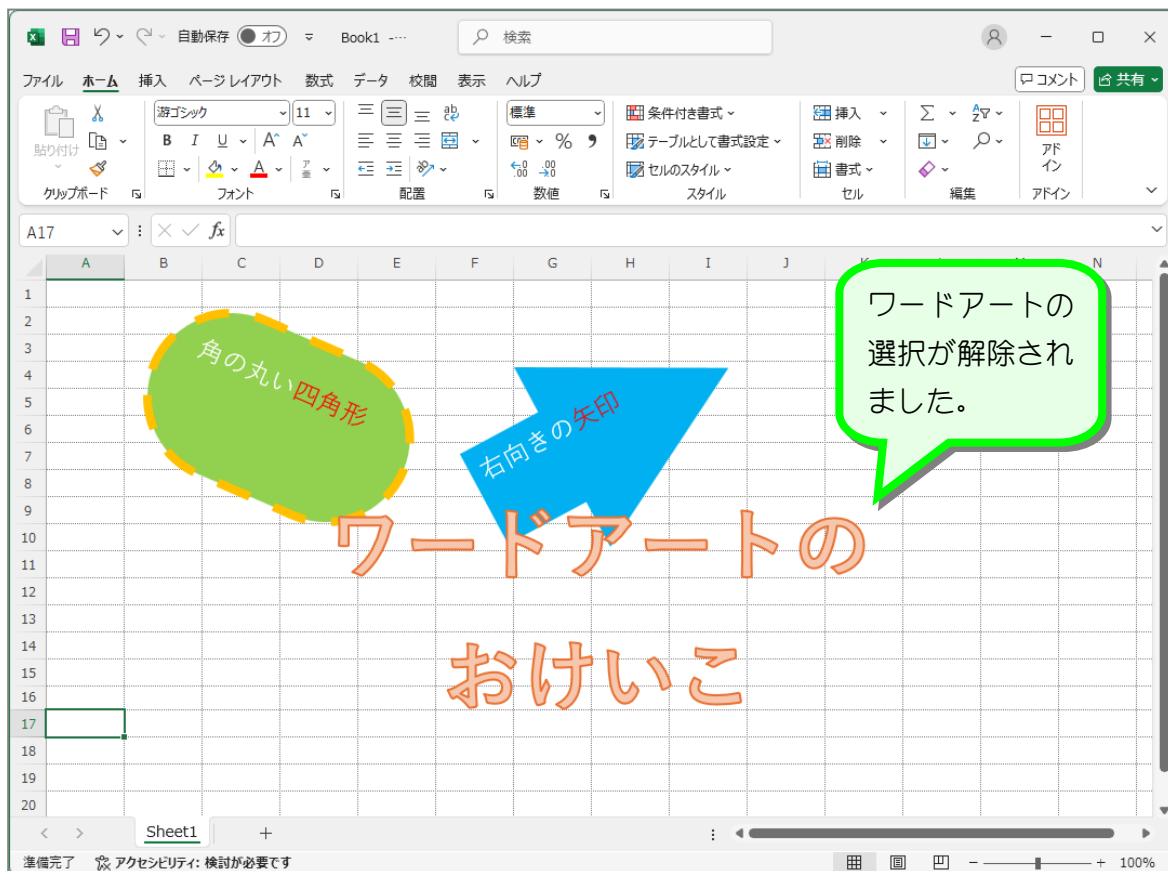 自動保存 オフ Book1 -… 検索
ファイル ホーム 挿入 ページ レイアウト 数式 データ 校閲 表示 ヘルプ コメント 共有
貼り付け 游ゴシック 11 標準 条件付き書式 挿入
B I U A A % テーブルとして書式設定 削除
A セルのスタイル 書式
アド
イン
クリップボード フォント 配置 数値 スタイル セル 編集 アドイン
A17 fx
A B C D E F G H I J N
1
2
3
4
5
6
7
8
9
10
11
12
13
14
15
16
17
18
19
20
角の丸い四角形
右向きの矢印
ワードアートの
おけいこ
ワードアートの
選択が解除され
ました。
Sheet1
準備完了 アクセシビリティ: 検討が必要です 100%